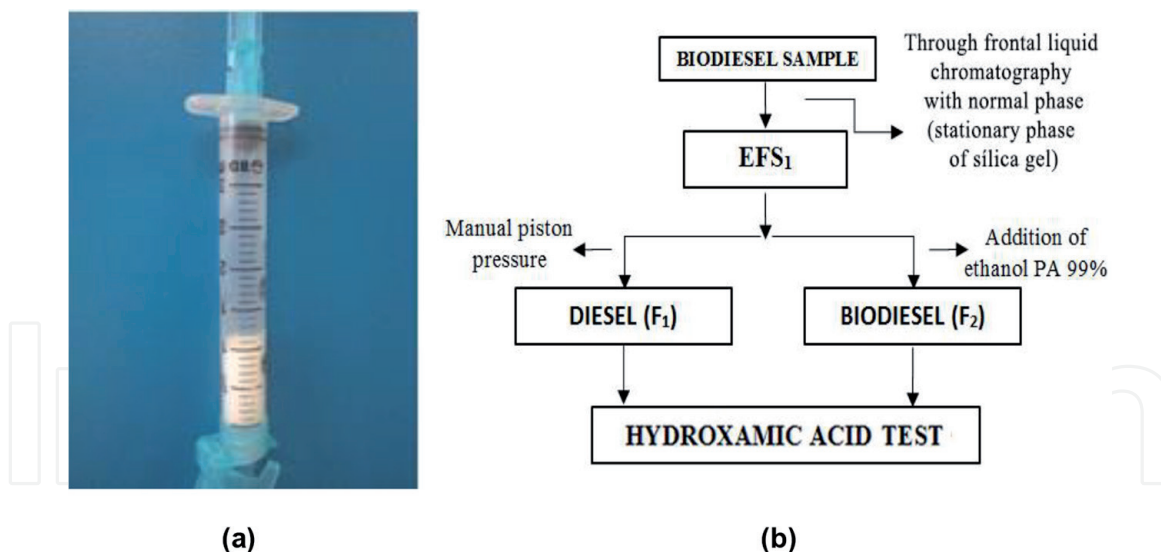 BIODIESEL SAMPLE
Through frontal liquid
chromatography
with normal phase
(stationary phase
of sílica gel)
EFS₁
Manual piston
pressure
Addition of
ethanol PA 99%
DIESEL (F₁)
BIODIESEL (F₂)
HYDROXAMIC ACID TEST
(a)
(b)